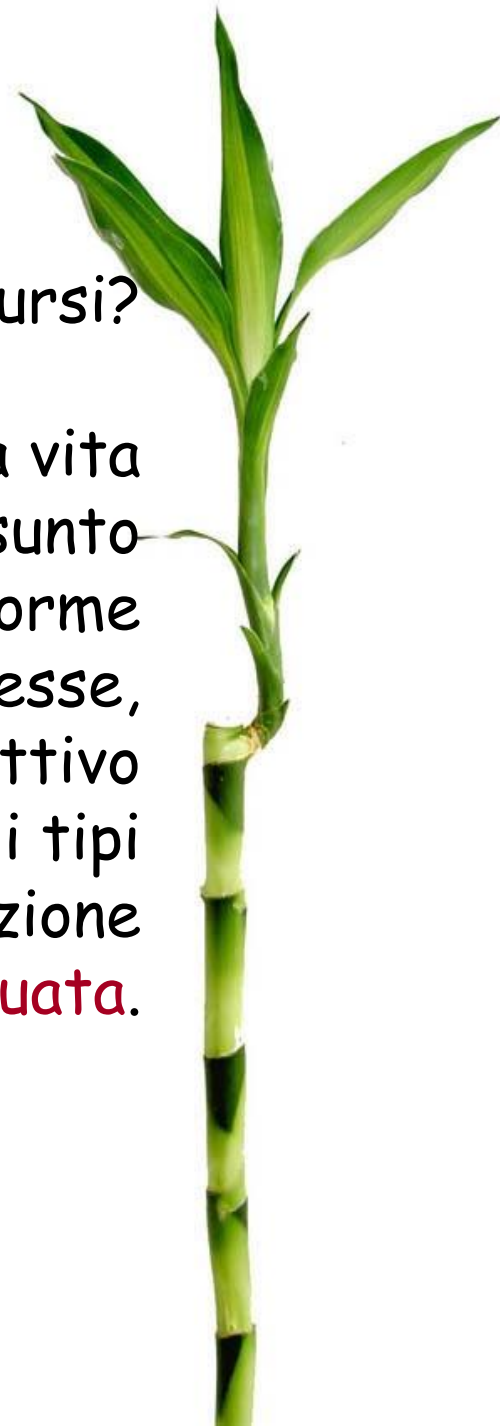 ursi?
a vita
sunto
orme
esse,
ttivo
i tipi
zione
uata.